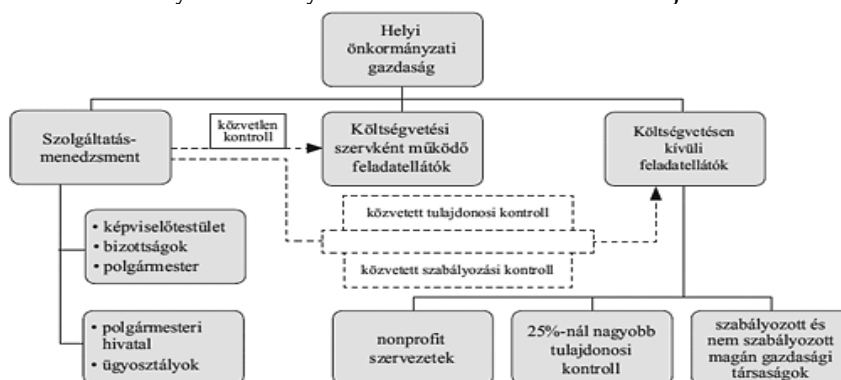 Helyi
önkormányzati
gazdaság
Szolgáltatás-
menedzsment
közvetlen
kontroll
Költségvetési
szervként működő
feladatellátók
Költségvetésen
kívüli
feladatellátók
közvetett tulajdonosi kontroll
közvetett szabályozási kontroll
• képviselőtestület
• bizottságok
• polgármester
• polgármesteri
hivatal
• ügyosztályok
nonprofit
szervezetek
25%-nál nagyobb
tulajdonosi
kontroll
szabályozott és
nem szabályozott
magán gazdasági
társaságok